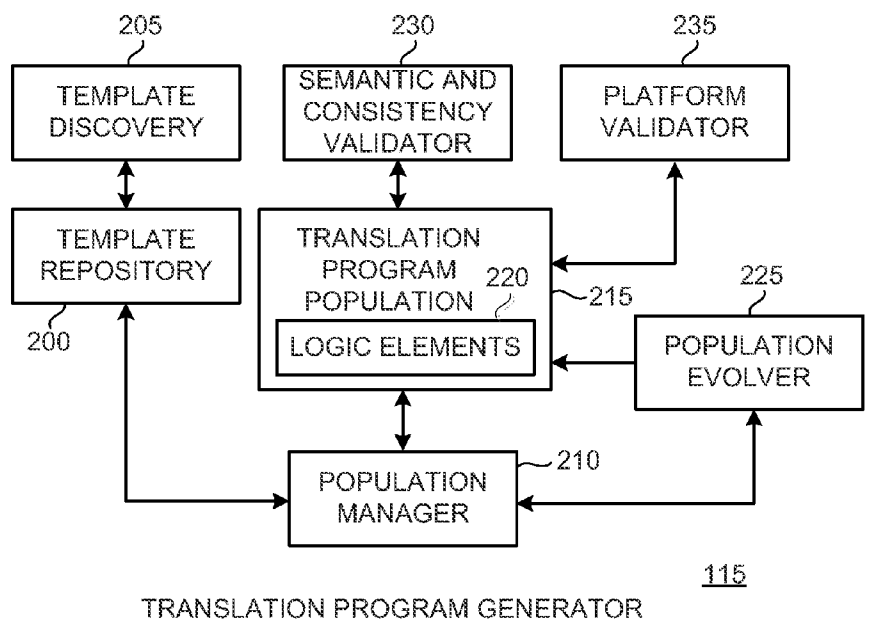 205
230
235
TEMPLATE
DISCOVERY
SEMANTIC AND
CONSISTENCY
VALIDATOR
PLATFORM
VALIDATOR
TEMPLATE
REPOSITORY
200
TRANSLATION
PROGRAM
POPULATION
220
LOGIC ELEMENTS
215
225
POPULATION
EVOLVER
210
POPULATION
MANAGER
115
TRANSLATION PROGRAM GENERATOR